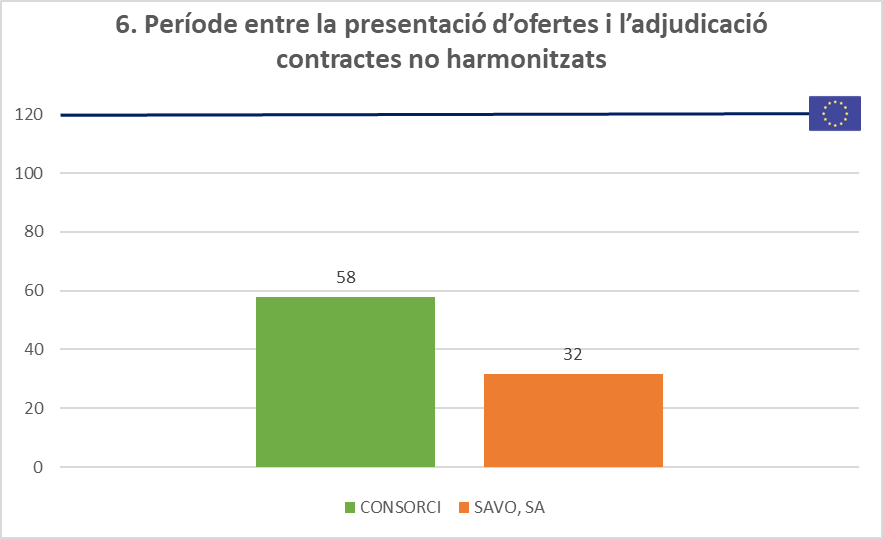 6. Període entre la presentació d’ofertes i l’adjudicació
contractes no harmonitzats
120
100
80
60
40
20
0
58
32
CONSORCI
SAVO, SA